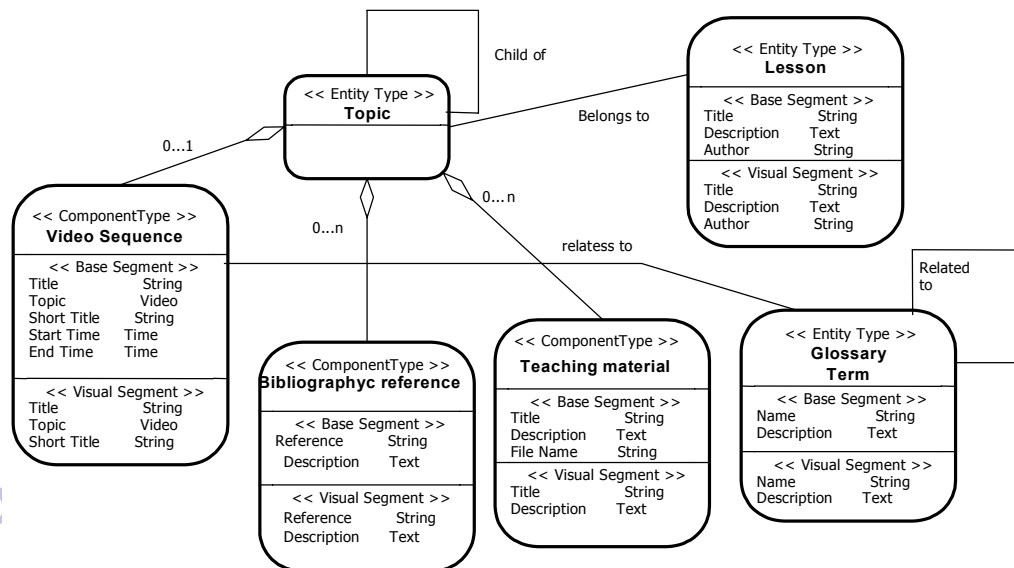 Child of
<< Entity Type >>
Topic
<< Entity Type >>
Lesson
<< Base Segment >>
Title String
Description Text
Author String
<< Visual Segment >>
Title String
Description Text
Author String
Belongs to
0...1
0...n
0...n
<< ComponentType >>
Video Sequence
<< Base Segment >>
Title String
Topic Video
Short Title String
Start Time Time
End Time Time
<< Visual Segment >>
Title String
Topic Video
Short Title String
relatess to
Related
to
<< ComponentType >>
Bibliographyc reference
<< Base Segment >>
Reference String
Description Text
<< Visual Segment >>
Reference String
Description Text
<< ComponentType >>
Teaching material
<< Base Segment >>
Title String
Description Text
File Name String
<< Visual Segment >>
Title String
Description Text
<< Entity Type >>
Glossary
Term
<< Base Segment >>
Name String
Description Text
<< Visual Segment >>
Name String
Description Text